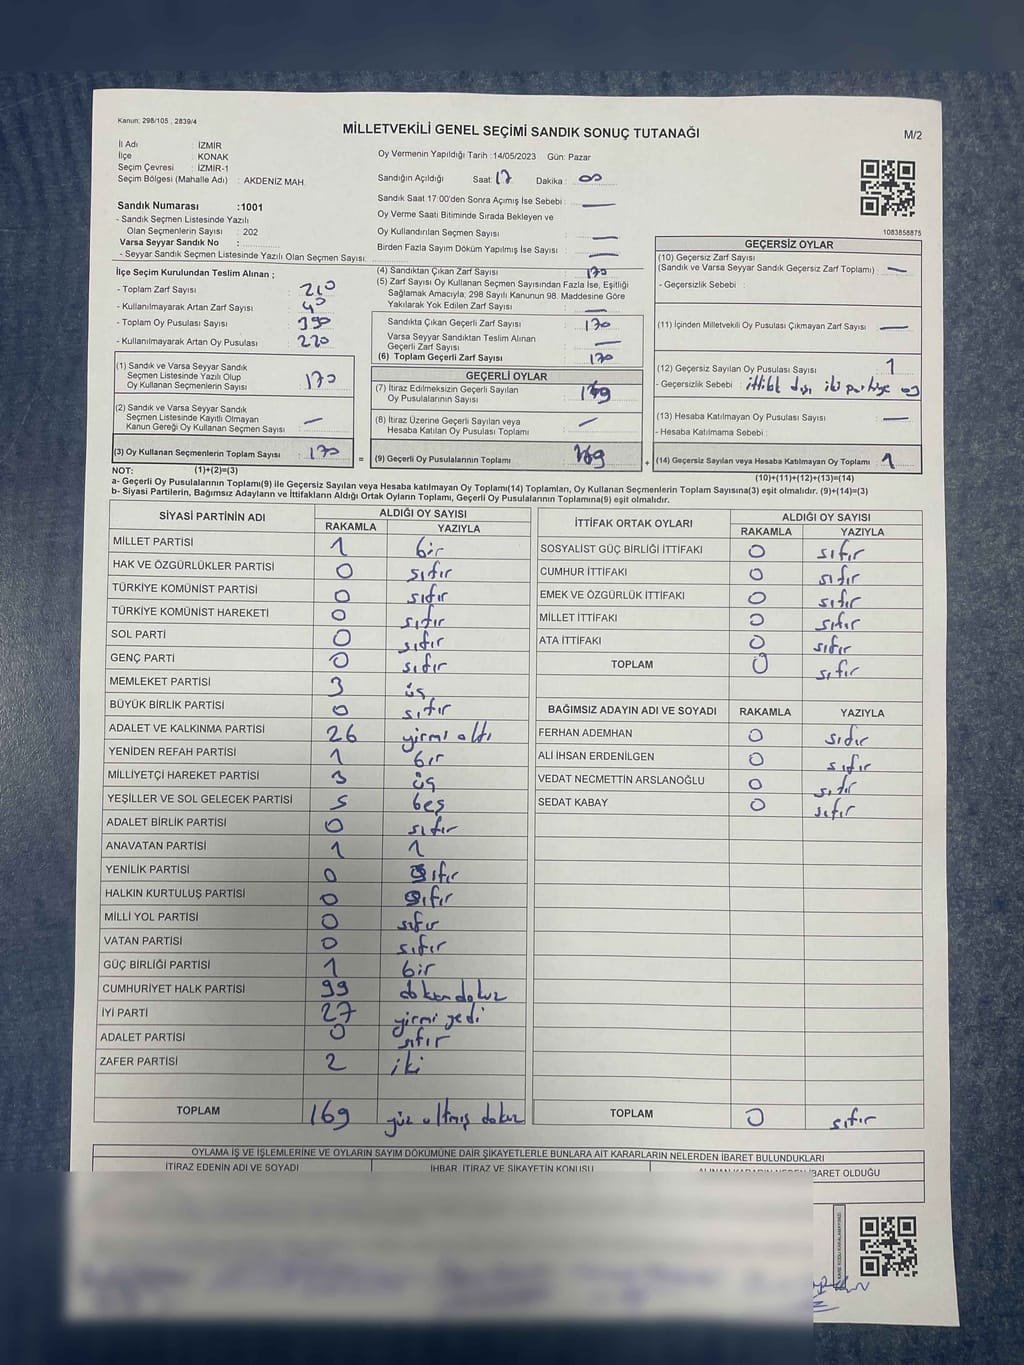 Kanun; 298/105 , 2839/4
MİLLETVEKİLİ GENEL SEÇİMİ SANDIK SONUÇ TUTANAĞI
M/2
İl Adı : İZMİR
İlçe : KONAK
Seçim Çevresi : İZMİR-1
Seçim Bölgesi (Mahalle Adı) : AKDENİZ MAH.
Oy Vermenin Yapıldığı Tarih :14/05/2023 Gün: Pazar
Sandığın Açıldığı Saat: 17 Dakika : 00
Sandık Saat 17:00'den Sonra Açımış İse Sebebi : —
Oy Verme Saati Bitiminde Sırada Bekleyen ve
Oy Kullandırılan Seçmen Sayısı —
Birden Fazla Sayım Döküm Yapılmış İse Sayısı : —
1083858875
Sandık Numarası :1001
- Sandık Seçmen Listesinde Yazılı
Olan Seçmenlerin Sayısı : 202
Varsa Seyyar Sandık No :
- Seyyar Sandık Seçmen Listesinde Yazılı Olan Seçmen Sayısı:
İlçe Seçim Kurulundan Teslim Alınan ;
- Toplam Zarf Sayısı : 210
- Kullanılmayarak Artan Zarf Sayısı : 40
- Toplam Oy Pusulası Sayısı : 390
- Kullanılmayarak Artan Oy Pusulası : 220
(1) Sandık ve Varsa Seyyar Sandık
Seçmen Listesinde Yazılı Olup
Oy Kullanan Seçmenlerin Sayısı : 170
(2) Sandık ve Varsa Seyyar Sandık
Seçmen Listesinde Kayıtlı Olmayan
Kanun Gereği Oy Kullanan Seçmen Sayısı : —
(3) Oy Kullanan Seçmenlerin Toplam Sayısı : 170 =
(4) Sandıktan Çıkan Zarf Sayısı : 170
(5) Zarf Sayısı Oy Kullanan Seçmen Sayısından Fazla İse, Eşitliği
Sağlamak Amacıyla; 298 Sayılı Kanunun 98. Maddesine Göre
Yakılarak Yok Edilen Zarf Sayısı : —
Sandıkta Çıkan Geçerli Zarf Sayısı : 170
Varsa Seyyar Sandıktan Teslim Alınan
Geçerli Zarf Sayısı : —
(6) Toplam Geçerli Zarf Sayısı : 170
GEÇERLİ OYLAR
(7) İtiraz Edilmeksizin Geçerli Sayılan
Oy Pusulalarının Sayısı : 169
(8) İtiraz Üzerine Geçerli Sayılan veya
Hesaba Katılan Oy Pusulası Toplamı : —
(9) Geçerli Oy Pusulalarının Toplamı : 169 +
GEÇERSİZ OYLAR
(10) Geçersiz Zarf Sayısı
(Sandık ve Varsa Seyyar Sandık Geçersiz Zarf Toplamı) : —
- Geçersizlik Sebebi :
(11) İçinden Milletvekili Oy Pusulası Çıkmayan Zarf Sayısı : —
(12) Geçersiz Sayılan Oy Pusulası Sayısı : 1
- Geçersizlik Sebebi : ittifak dışı iki partiye oy
(13) Hesaba Katılmayan Oy Pusulası Sayısı : —
- Hesaba Katılmama Sebebi :
(14) Geçersiz Sayılan veya Hesaba Katılmayan Oy Toplamı : 1
NOT: (1)+(2)=(3)
(10)+(11)+(12)+(13)=(14)
a- Geçerli Oy Pusulalarının Toplamı(9) ile Geçersiz Sayılan veya Hesaba katılmayan Oy Toplamı(14) Toplamları, Oy Kullanan Seçmenlerin Toplam Sayısına(3) eşit olmalıdır. (9)+(14)=(3)
b- Siyasi Partilerin, Bağımsız Adayların ve İttifakların Aldığı Ortak Oyların Toplamı, Geçerli Oy Pusulalarının Toplamına(9) eşit olmalıdır.
SİYASİ PARTİNİN ADI ALDIĞI OY SAYISI
RAKAMLA YAZIYLA
MİLLET PARTİSİ 1 bir
HAK VE ÖZGÜRLÜKLER PARTİSİ 0 sıfır
TÜRKİYE KOMÜNİST PARTİSİ 0 sıfır
TÜRKİYE KOMÜNİST HAREKETİ 0 sıfır
SOL PARTİ 0 sıfır
GENÇ PARTİ 0 sıfır
MEMLEKET PARTİSİ 3 üç
BÜYÜK BİRLİK PARTİSİ 0 sıfır
ADALET VE KALKINMA PARTİSİ 26 yirmi altı
YENİDEN REFAH PARTİSİ 1 bir
MİLLİYETÇİ HAREKET PARTİSİ 3 üç
YEŞİLLER VE SOL GELECEK PARTİSİ 5 beş
ADALET BİRLİK PARTİSİ 0 sıfır
ANAVATAN PARTİSİ 1 1
YENİLİK PARTİSİ 0 sıfır
HALKIN KURTULUŞ PARTİSİ 0 sıfır
MİLLİ YOL PARTİSİ 0 sıfır
VATAN PARTİSİ 0 sıfır
GÜÇ BİRLİĞİ PARTİSİ 1 bir
CUMHURİYET HALK PARTİSİ 99 doksan dokuz
İYİ PARTİ 27 yirmi yedi
ADALET PARTİSİ 0 sıfır
ZAFER PARTİSİ 2 iki
TOPLAM 169 yüz altmış dokuz
İTTİFAK ORTAK OYLARI ALDIĞI OY SAYISI
RAKAMLA YAZIYLA
SOSYALİST GÜÇ BİRLİĞİ İTTİFAKI 0 sıfır
CUMHUR İTTİFAKI 0 sıfır
EMEK VE ÖZGÜRLÜK İTTİFAKI 0 sıfır
MİLLET İTTİFAKI 0 sıfır
ATA İTTİFAKI 0 sıfır
TOPLAM 0 sıfır
BAĞIMSIZ ADAYIN ADI VE SOYADI RAKAMLA YAZIYLA
FERHAN ADEMHAN 0 sıfır
ALİ İHSAN ERDENİLGEN 0 sıfır
VEDAT NECMETTİN ARSLANOĞLU 0 sıfır
SEDAT KABAY 0 sıfır
TOPLAM 0 sıfır
OYLAMA İŞ VE İŞLEMLERİNE VE OYLARIN SAYIM DÖKÜMÜNE DAİR ŞİKAYETLERLE BUNLARA AİT KARARLARIN NELERDEN İBARET BULUNDUKLARI
İTİRAZ EDENİN ADI VE SOYADI
İHBAR, İTİRAZ VE ŞİKAYETİN KONUSU
ALINAN KARARIN NEDEN İBARET OLDUĞU